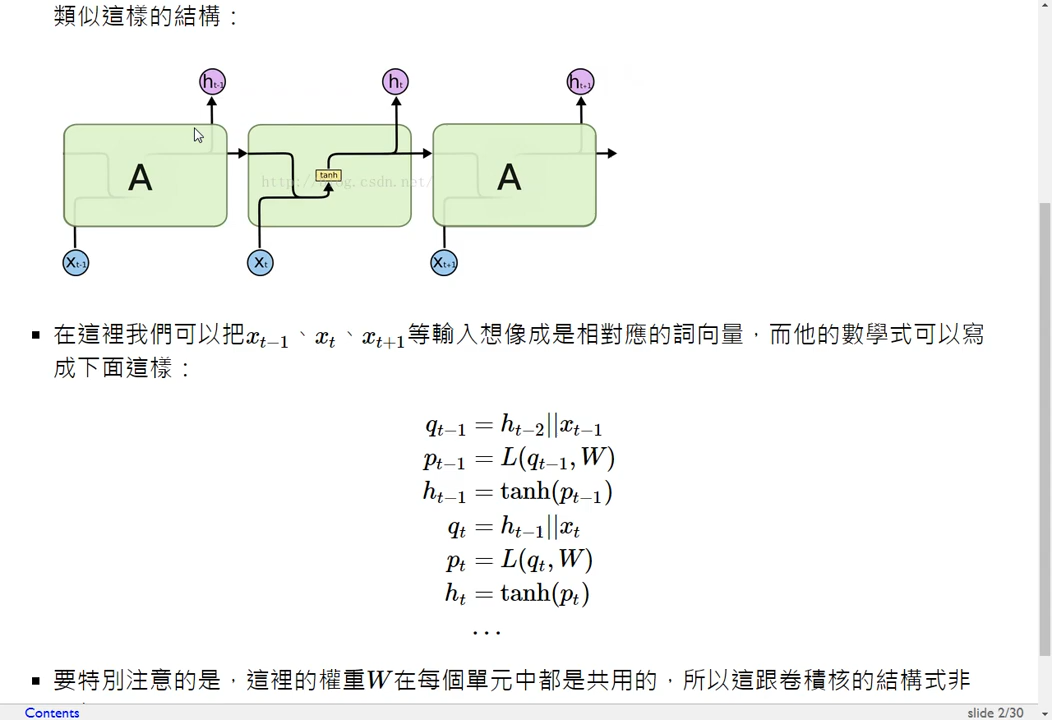 類似這樣的結構：
h_{t-1} h_t h_{t+1}
A tanh A
http://blog.csdn.net/
x_{t-1} x_t x_{t+1}
▪ 在這裡我們可以把x_{t-1}、x_t、x_{t+1}等輸入想像成是相對應的詞向量，而他的數學式可以寫
成下面這樣：
q_{t-1} = h_{t-2}||x_{t-1}
p_{t-1} = L(q_{t-1}, W)
h_{t-1} = tanh(p_{t-1})
q_t = h_{t-1}||x_t
p_t = L(q_t, W)
h_t = tanh(p_t)
⋯
▪ 要特別注意的是，這裡的權重W在每個單元中都是共用的，所以這跟卷積核的結構式非
Contents slide 2/30